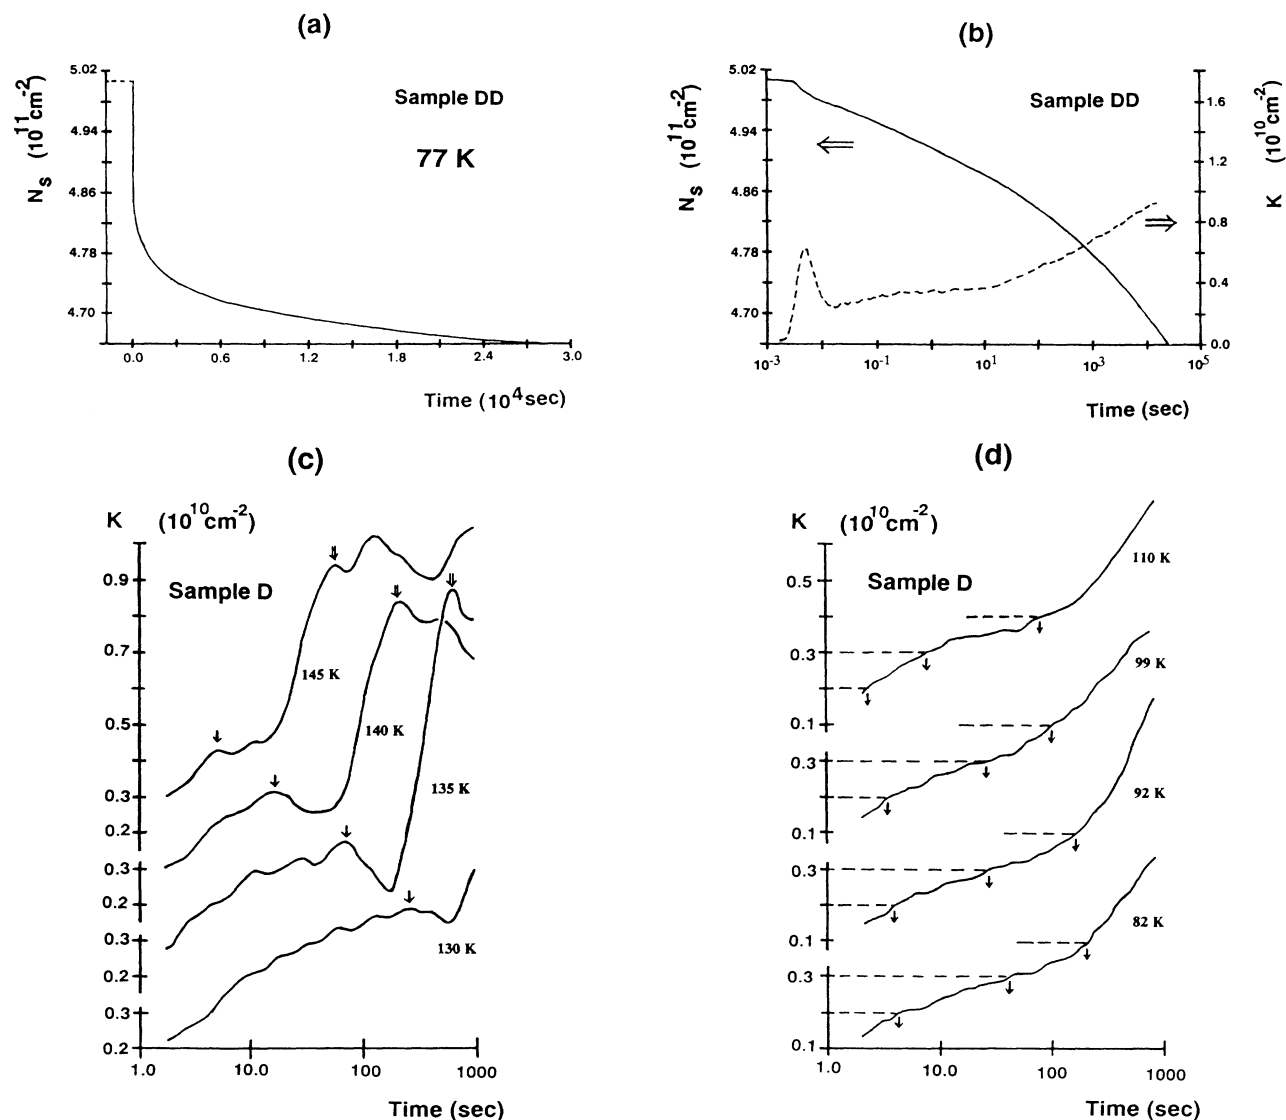 (a)
5.02
4.94
4.86
4.78
4.70
N_s (10^11 cm^-2)
Sample DD
77 K
0.0 0.6 1.2 1.8 2.4 3.0
Time (10^4 sec)
(b)
5.02
4.94
4.86
4.78
4.70
N_s (10^11 cm^-2)
Sample DD
1.6
1.2
0.8
0.4
0.0
K (10^10 cm^-2)
10^-3 10^-1 10^1 10^3 10^5
Time (sec)
(c)
K (10^10 cm^-2)
Sample D
0.9
0.7
0.5
0.3
0.2
0.3
0.2
0.3
0.2
0.3
0.2
145 K
140 K
135 K
130 K
1.0 10.0 100 1000
Time (sec)
(d)
K (10^10 cm^-2)
Sample D
0.5
0.3
0.1
0.3
0.1
0.3
0.1
0.3
0.1
110 K
99 K
92 K
82 K
1.0 10.0 100 1000
Time (sec)